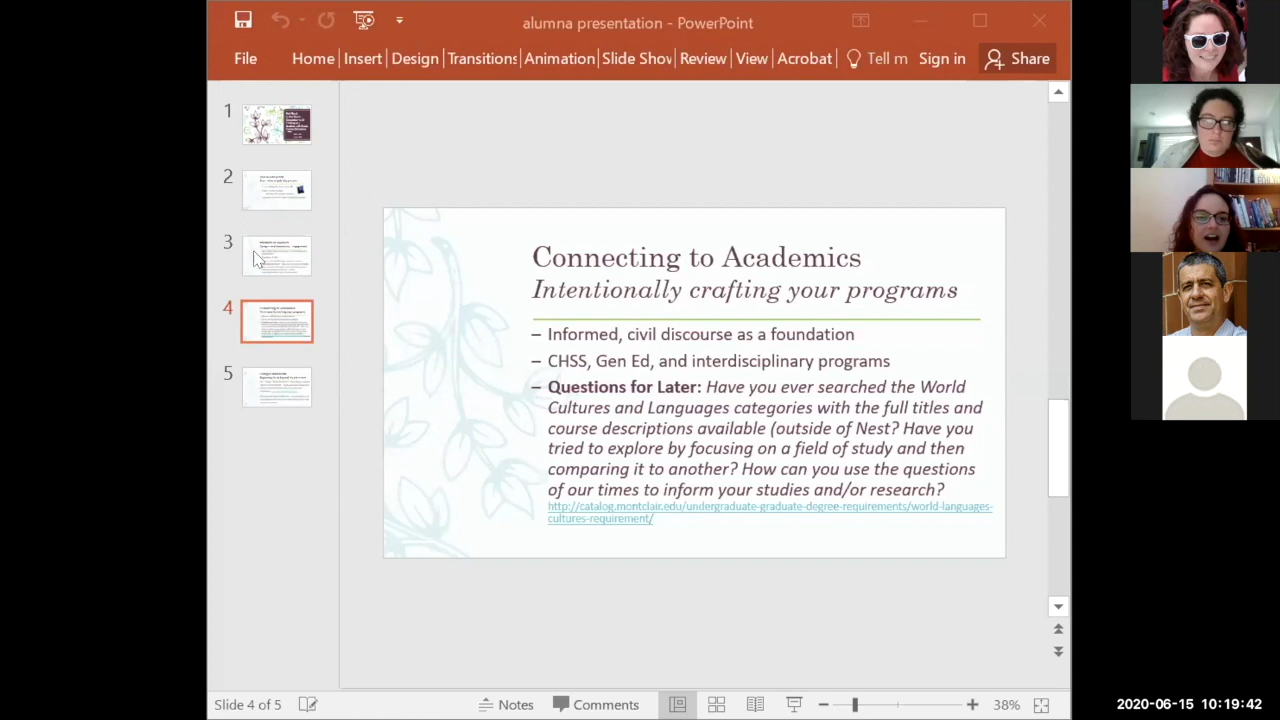 alumna presentation - PowerPoint
File Home Insert Design Transitions Animation Slide Show Review View Acrobat Tell m Sign in Share
1
2
3
4
5
Connecting to Academics
Intentionally crafting your programs
– Informed, civil discourse as a foundation
– CHSS, Gen Ed, and interdisciplinary programs
Questions for Later: Have you ever searched the World
Cultures and Languages categories with the full titles and
course descriptions available (outside of Nest? Have you
tried to explore by focusing on a field of study and then
comparing it to another? How can you use the questions
of our times to inform your studies and/or research?
http://catalog.montclair.edu/undergraduate-graduate-degree-requirements/world-languages-
cultures-requirement/
Slide 4 of 5 Notes Comments 38%
2020-06-15 10:19:42